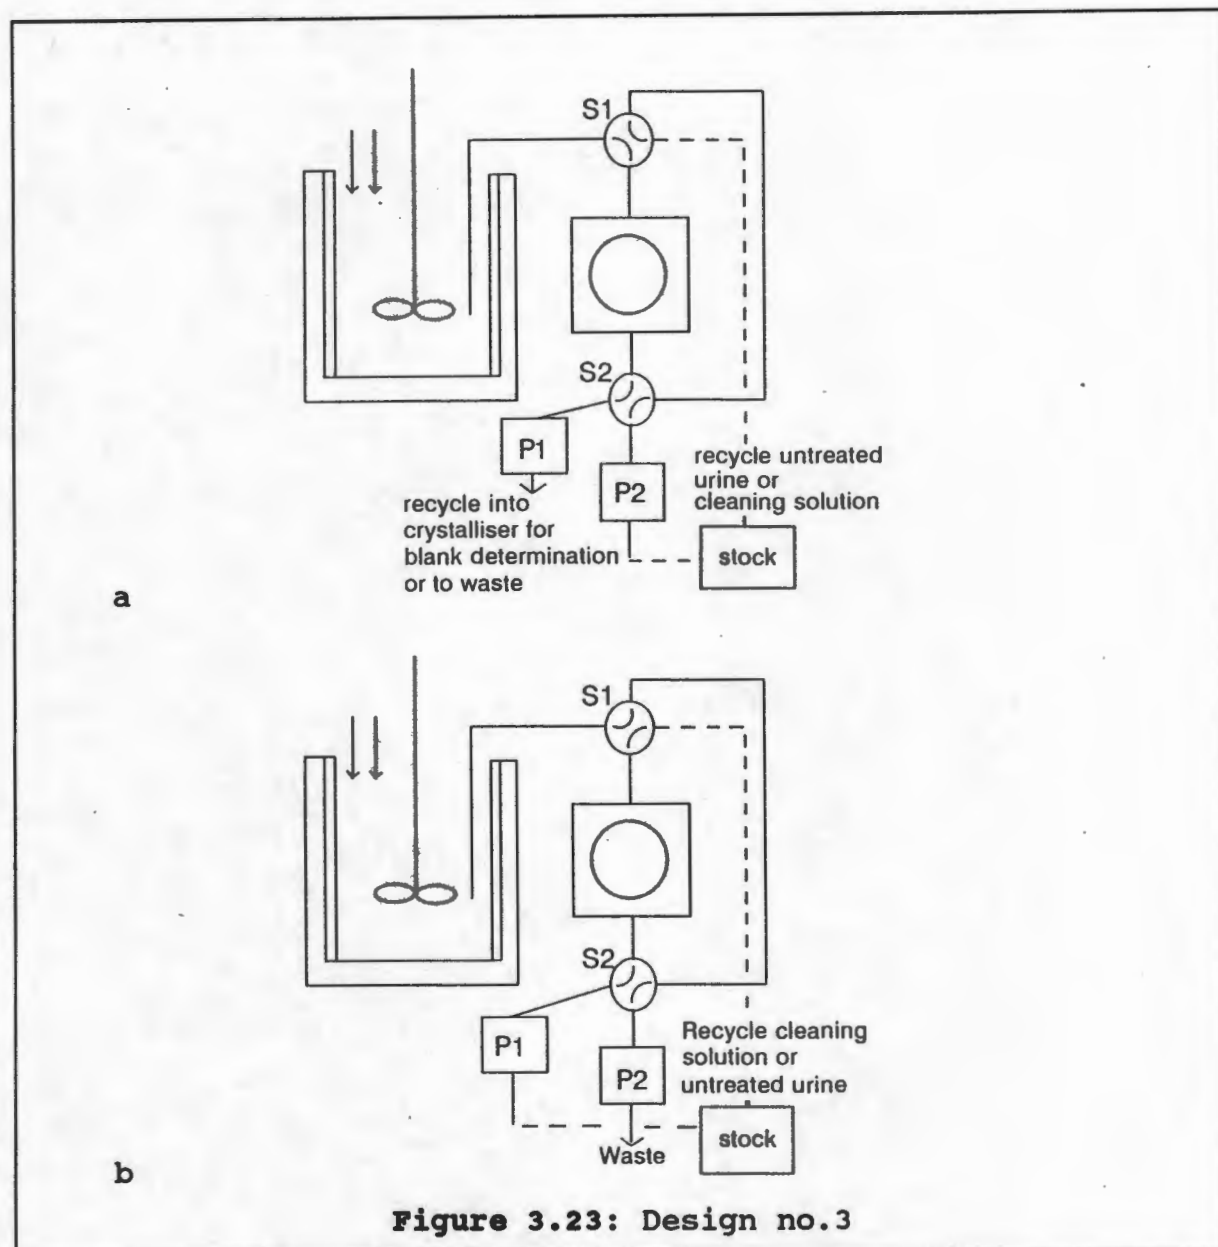 S1
S2
P1
P2
recycle untreated
urine or
cleaning solution
recycle into
crystalliser for
blank determination
or to waste
stock
a
S1
S2
P1
P2
Recycle cleaning
solution or
untreated urine
stock
Waste
b
Figure 3.23: Design no.3